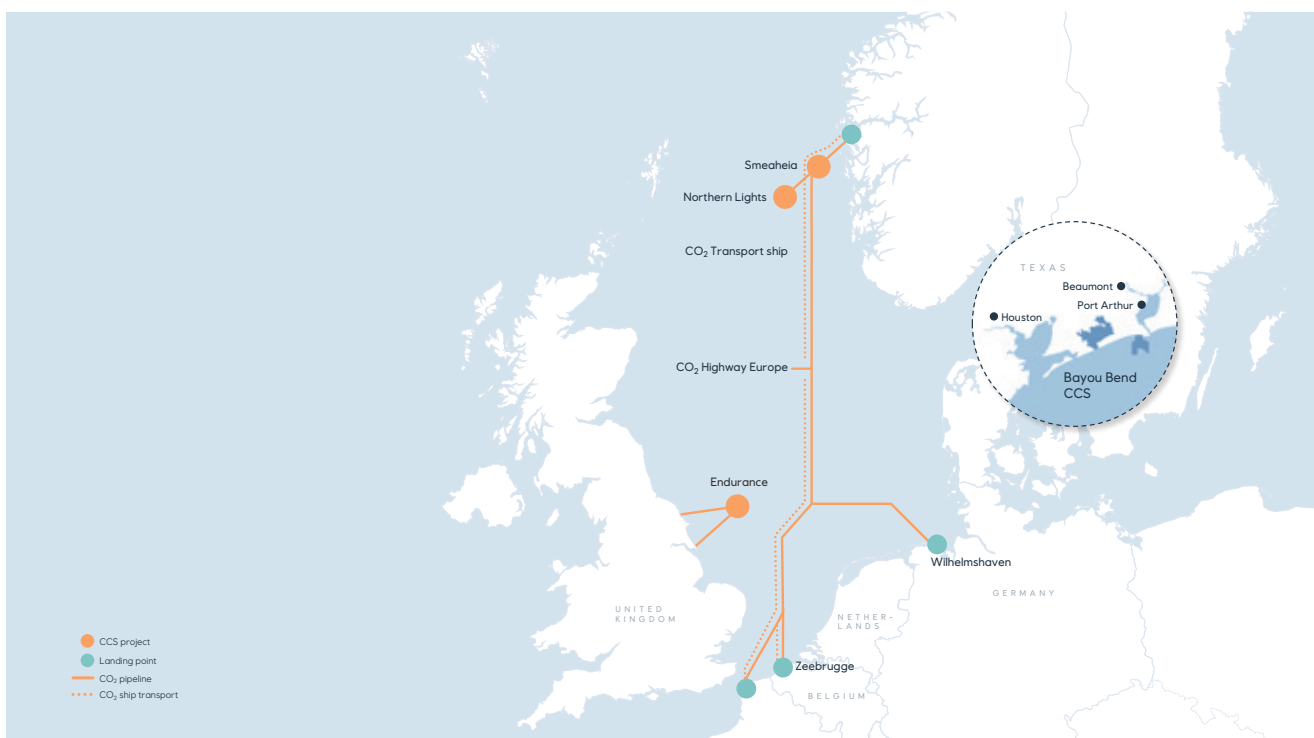 Smeaheia
Northern Lights
CO₂ Transport ship
TEXAS
Beaumont
Port Arthur
Houston
CO₂ Highway Europe
Bayou Bend
CCS
Endurance
Wilhelmshaven
GERMANY
UNITED
KINGDOM
NETHER-
LANDS
Zeebrugge
BELGIUM
CCS project
Landing point
CO₂ pipeline
CO₂ ship transport